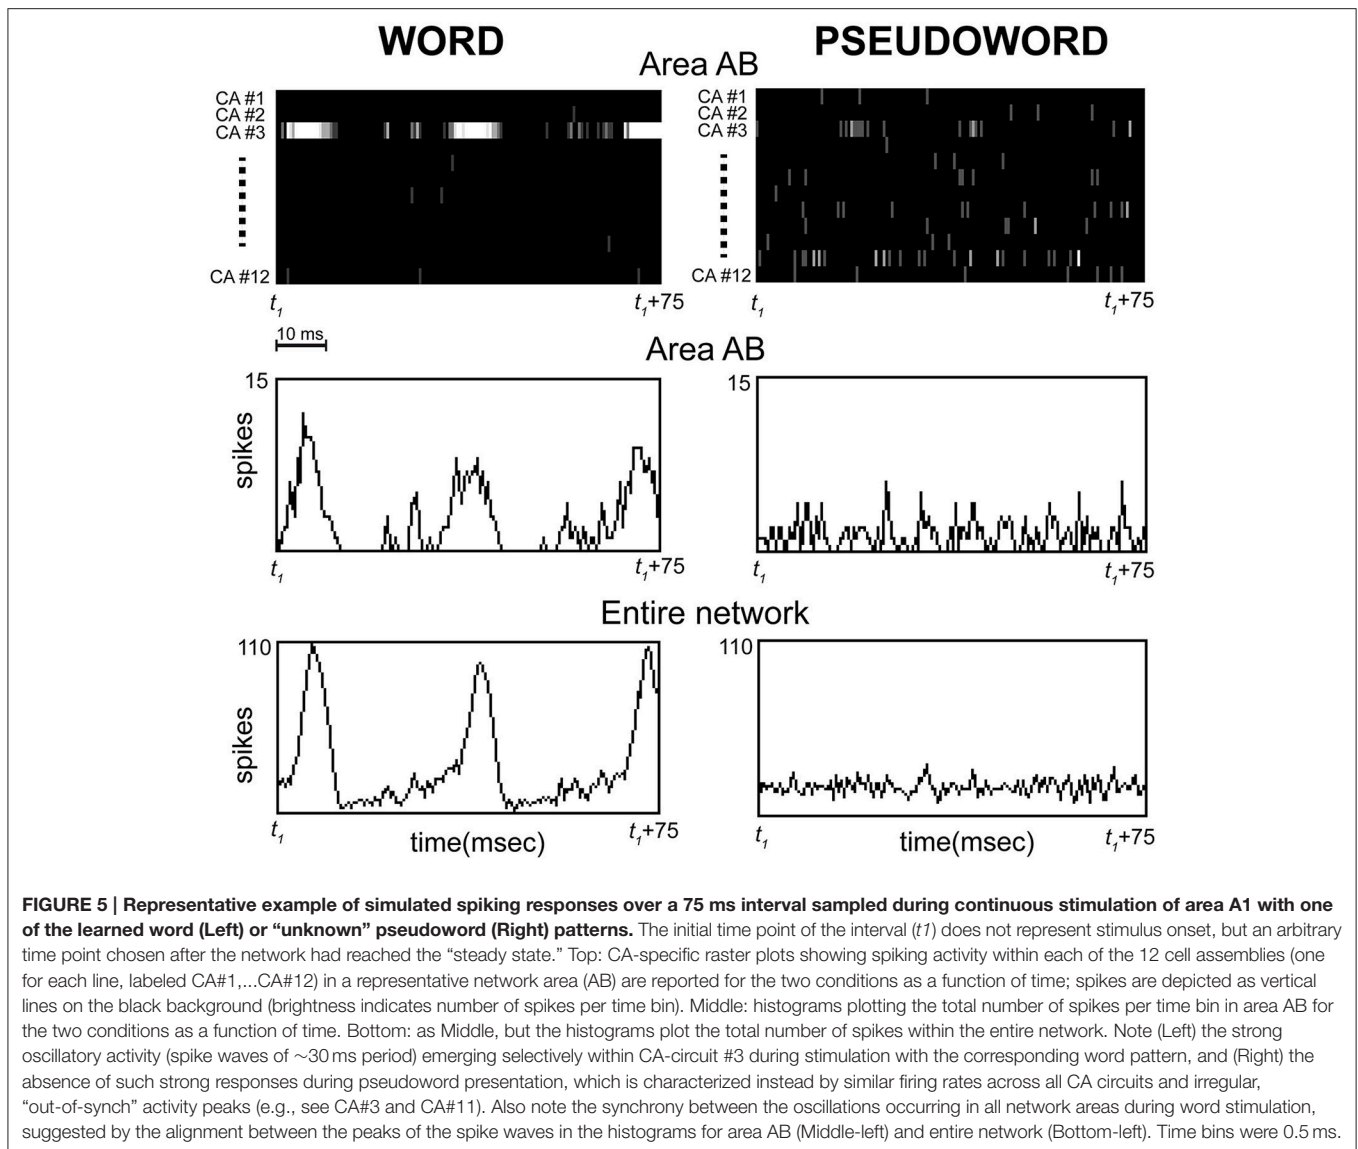 WORD PSEUDOWORD
Area AB
CA #1 CA #1
CA #2 CA #2
CA #3 CA #3
CA #12 CA #12
t1 t1+75 t1 t1+75
10 ms
Area AB
15 15
spikes
t1 t1+75 t1 t1+75
Entire network
110 110
spikes
t1 time(msec) t1+75 t1 time(msec) t1+75
FIGURE 5 | Representative example of simulated spiking responses over a 75 ms interval sampled during continuous stimulation of area A1 with one
of the learned word (Left) or “unknown” pseudoword (Right) patterns. The initial time point of the interval (t1) does not represent stimulus onset, but an arbitrary
time point chosen after the network had reached the “steady state.” Top: CA-specific raster plots showing spiking activity within each of the 12 cell assemblies (one
for each line, labeled CA#1,...CA#12) in a representative network area (AB) are reported for the two conditions as a function of time; spikes are depicted as vertical
lines on the black background (brightness indicates number of spikes per time bin). Middle: histograms plotting the total number of spikes per time bin in area AB for
the two conditions as a function of time. Bottom: as Middle, but the histograms plot the total number of spikes within the entire network. Note (Left) the strong
oscillatory activity (spike waves of ∼30 ms period) emerging selectively within CA-circuit #3 during stimulation with the corresponding word pattern, and (Right) the
absence of such strong responses during pseudoword presentation, which is characterized instead by similar firing rates across all CA circuits and irregular,
“out-of-synch” activity peaks (e.g., see CA#3 and CA#11). Also note the synchrony between the oscillations occurring in all network areas during word stimulation,
suggested by the alignment between the peaks of the spike waves in the histograms for area AB (Middle-left) and entire network (Bottom-left). Time bins were 0.5 ms.